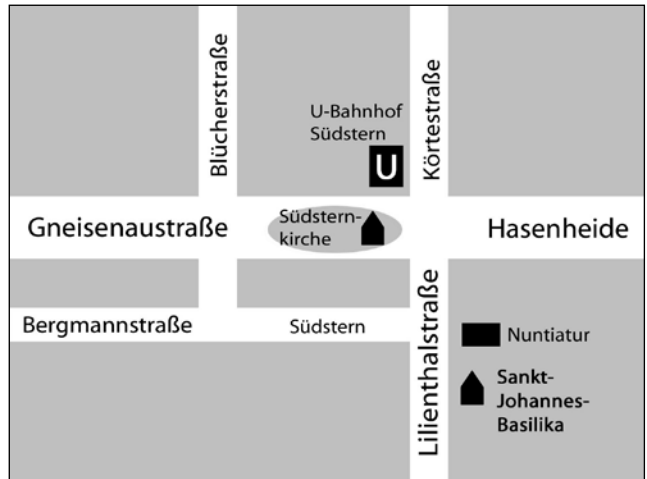 Blücherstraße
U-Bahnhof
Südstern
U
Körtestraße
Gneisenaustraße
Südstern-
kirche
Hasenheide
Bergmannstraße
Südstern
Lilienthalstraße
Nuntiatur
Sankt-
Johannes-
Basilika